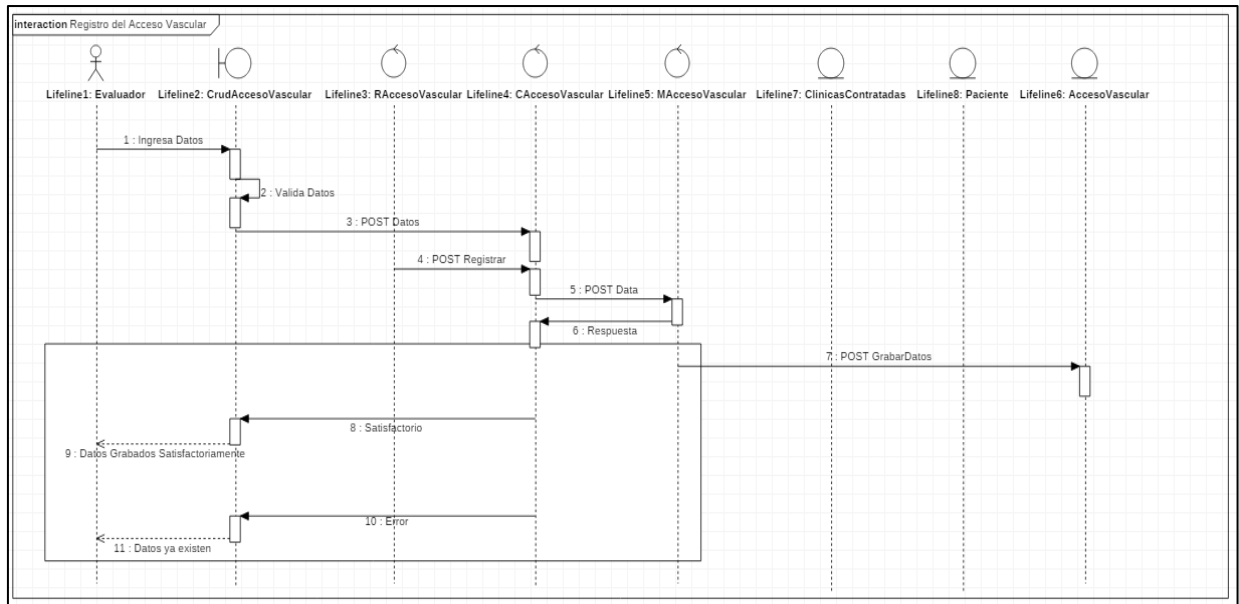 interaction Registro del Acceso Vascular
Lifeline1: Evaluador
Lifeline2: CrudAccesoVascular
Lifeline3: RAccesoVascular
Lifeline4: CAccesoVascular
Lifeline5: MAccesoVascular
Lifeline7: ClinicasContratadas
Lifeline8: Paciente
Lifeline6: AccesoVascular
1 : Ingresa Datos
2 : Valida Datos
3 : POST Datos
4 : POST Registrar
5 : POST Data
6 : Respuesta
7 : POST GrabarDatos
8 : Satisfactorio
9 : Datos Grabados Satisfactoriamente
10 : Error
11 : Datos ya existen